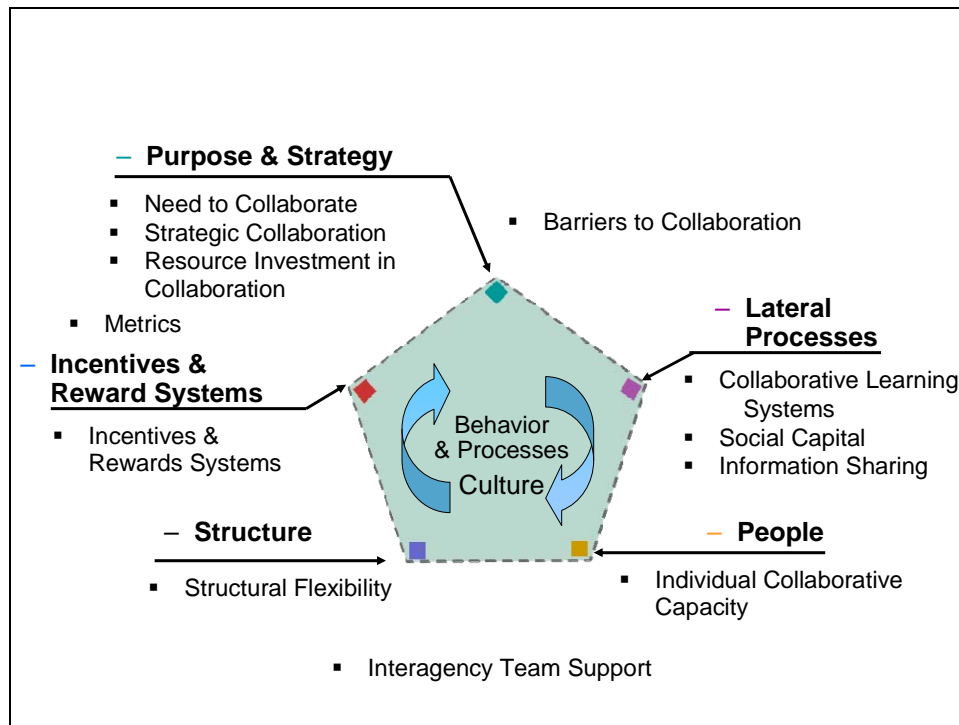 – Purpose & Strategy
▪ Need to Collaborate
▪ Strategic Collaboration
▪ Resource Investment in
Collaboration
▪ Barriers to Collaboration
▪ Metrics
– Incentives &
Reward Systems
▪ Incentives &
Rewards Systems
– Lateral
Processes
▪ Collaborative Learning
Systems
▪ Social Capital
▪ Information Sharing
Behavior
& Processes
Culture
– Structure
▪ Structural Flexibility
– People
▪ Individual Collaborative
Capacity
▪ Interagency Team Support